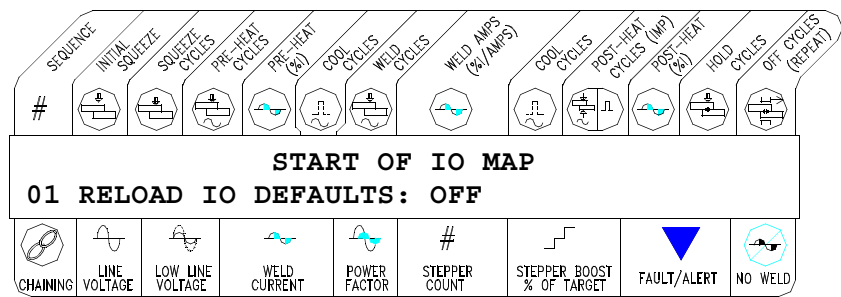 SEQUENCE
INITIAL
SQUEEZE
SQUEEZE
CYCLES
PRE-HEAT
CYCLES
PRE-HEAT
(%)
COOL
CYCLES
WELD
CYCLES
WELD AMPS
(%/AMPS)
COOL
CYCLES
POST-HEAT
CYCLES (IMP)
POST-HEAT
(%)
HOLD
CYCLES
OFF CYCLES
(REPEAT)
#
START OF IO MAP
01 RELOAD IO DEFAULTS: OFF
CHAINING
LINE
VOLTAGE
LOW LINE
VOLTAGE
WELD
CURRENT
POWER
FACTOR
#
STEPPER
COUNT
STEPPER BOOST
% OF TARGET
FAULT/ALERT
NO WELD